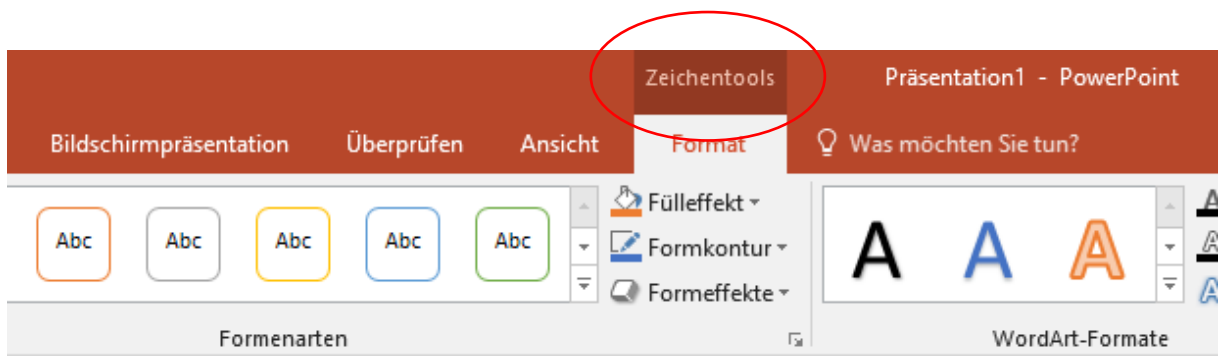 Zeichentools Präsentation1 - PowerPoint
Bildschirmpräsentation Überprüfen Ansicht Format Was möchten Sie tun?
Abc Abc Abc Abc Abc
Fülleffekt
Formkontur
Formeffekte
A A A
Formenarten WordArt-Formate